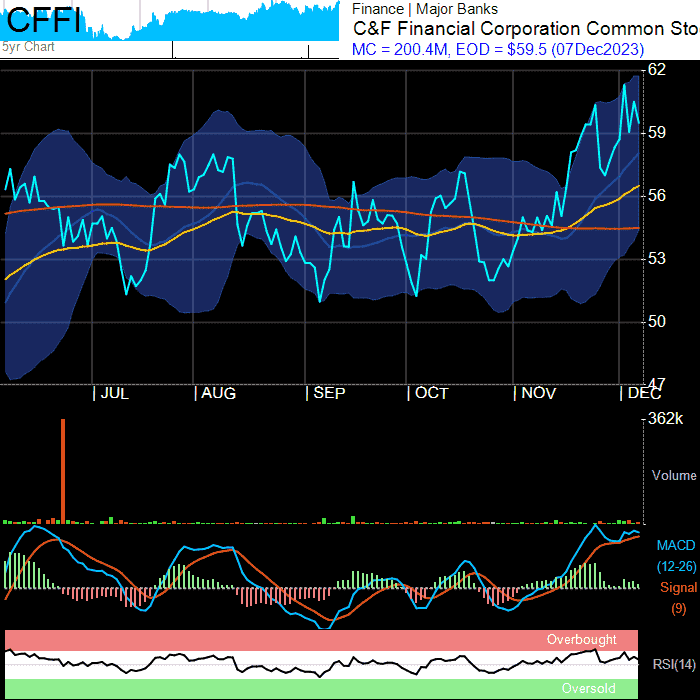 CFFI
5yr Chart
Finance | Major Banks
C&F Financial Corporation Common Sto
MC = 200.4M, EOD = $59.5 (07Dec2023)
62
59
56
53
50
47
| JUL | AUG | SEP | OCT | NOV | DEC
362k
Volume
MACD
(12-26)
Signal
(9)
Overbought
RSI(14)
Oversold